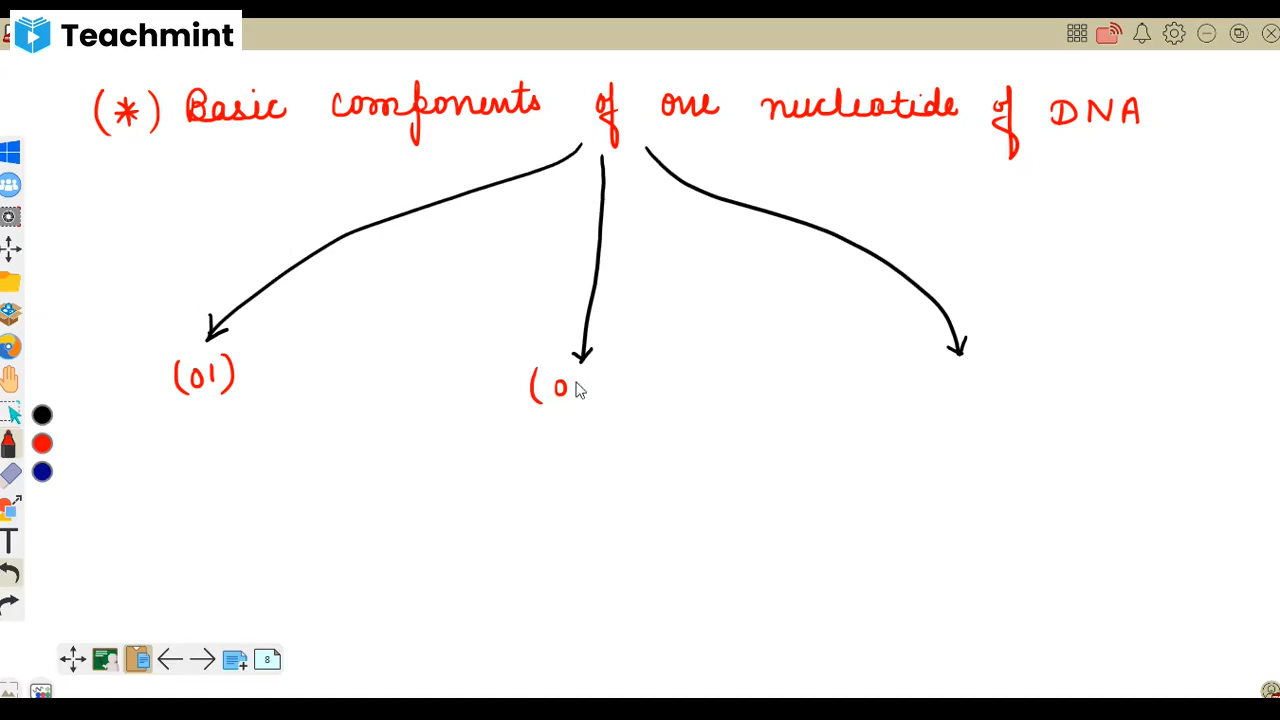 Teachmint
(*) Basic components of one nucleotide of DNA
(01)
(0
T
8